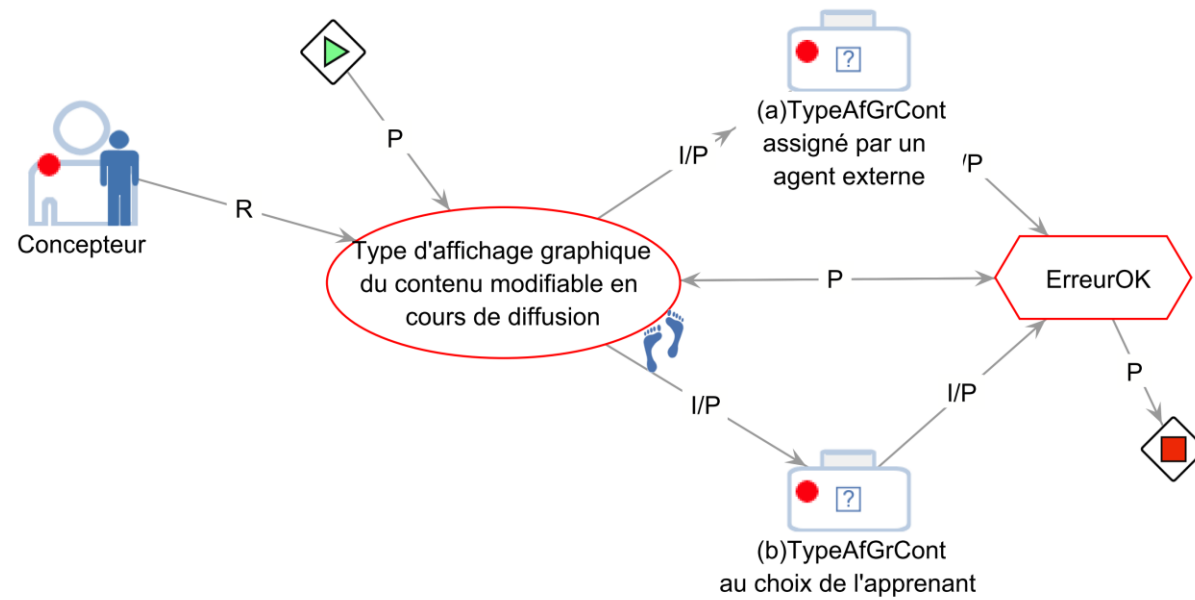 P
(a)TypeAfGrCont
assigné par un
agent externe
I/P
/P
R
Concepteur
Type d'affichage graphique
du contenu modifiable en
cours de diffusion
P
ErreurOK
I/P
I/P
P
(b)TypeAfGrCont
au choix de l'apprenant
?
?